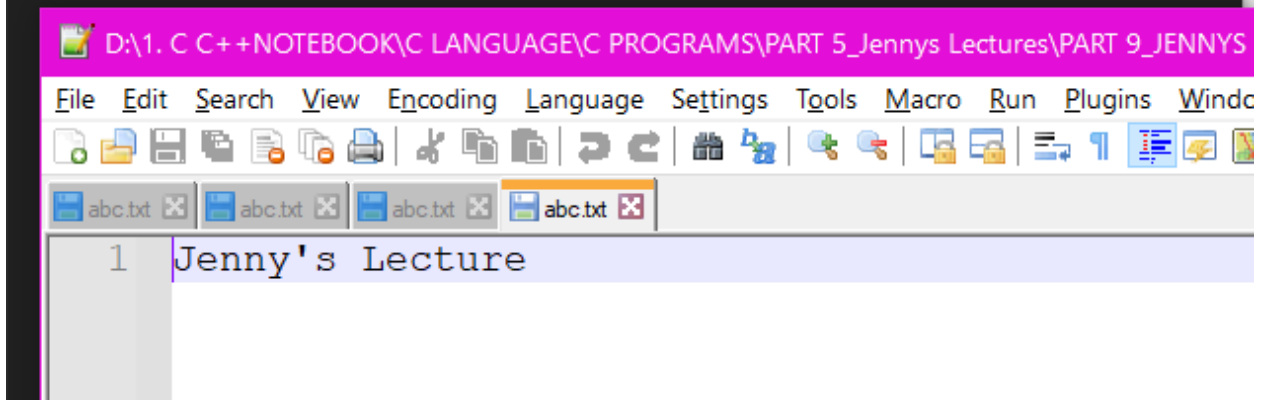 D:\1. C C++NOTEBOOK\C LANGUAGE\C PROGRAMS\PART 5_Jennys Lectures\PART 9_JENNYS
File Edit Search View Encoding Language Settings Tools Macro Run Plugins Windo
abc.txt abc.txt abc.txt abc.txt
1 Jenny's Lecture